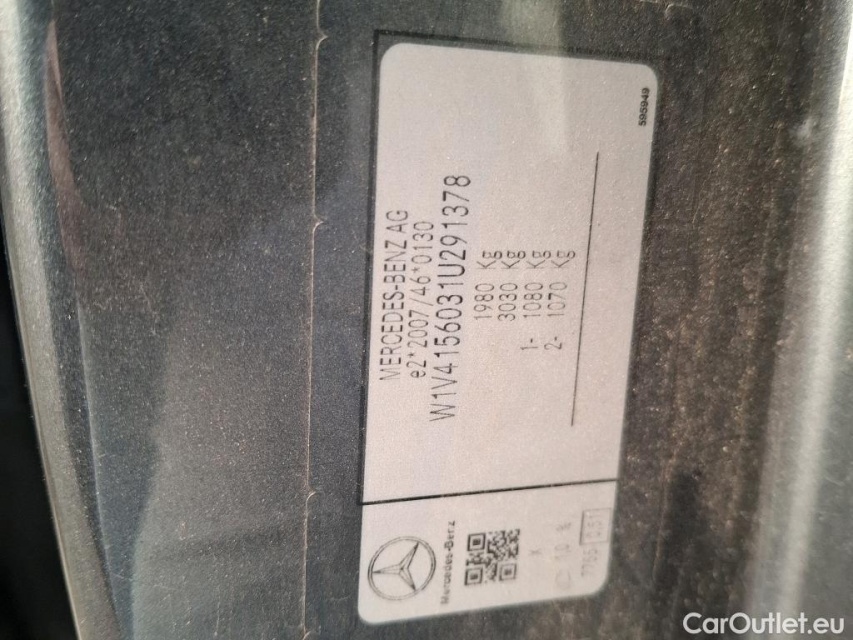 MERCEDES-BENZ AG
e2*2007/46*0130
W1V4156031U291378
1980 Kg
3030 Kg
1- 1080 Kg
2- 1070 Kg
595949
Mercedes-Benz
CarOutlet.eu